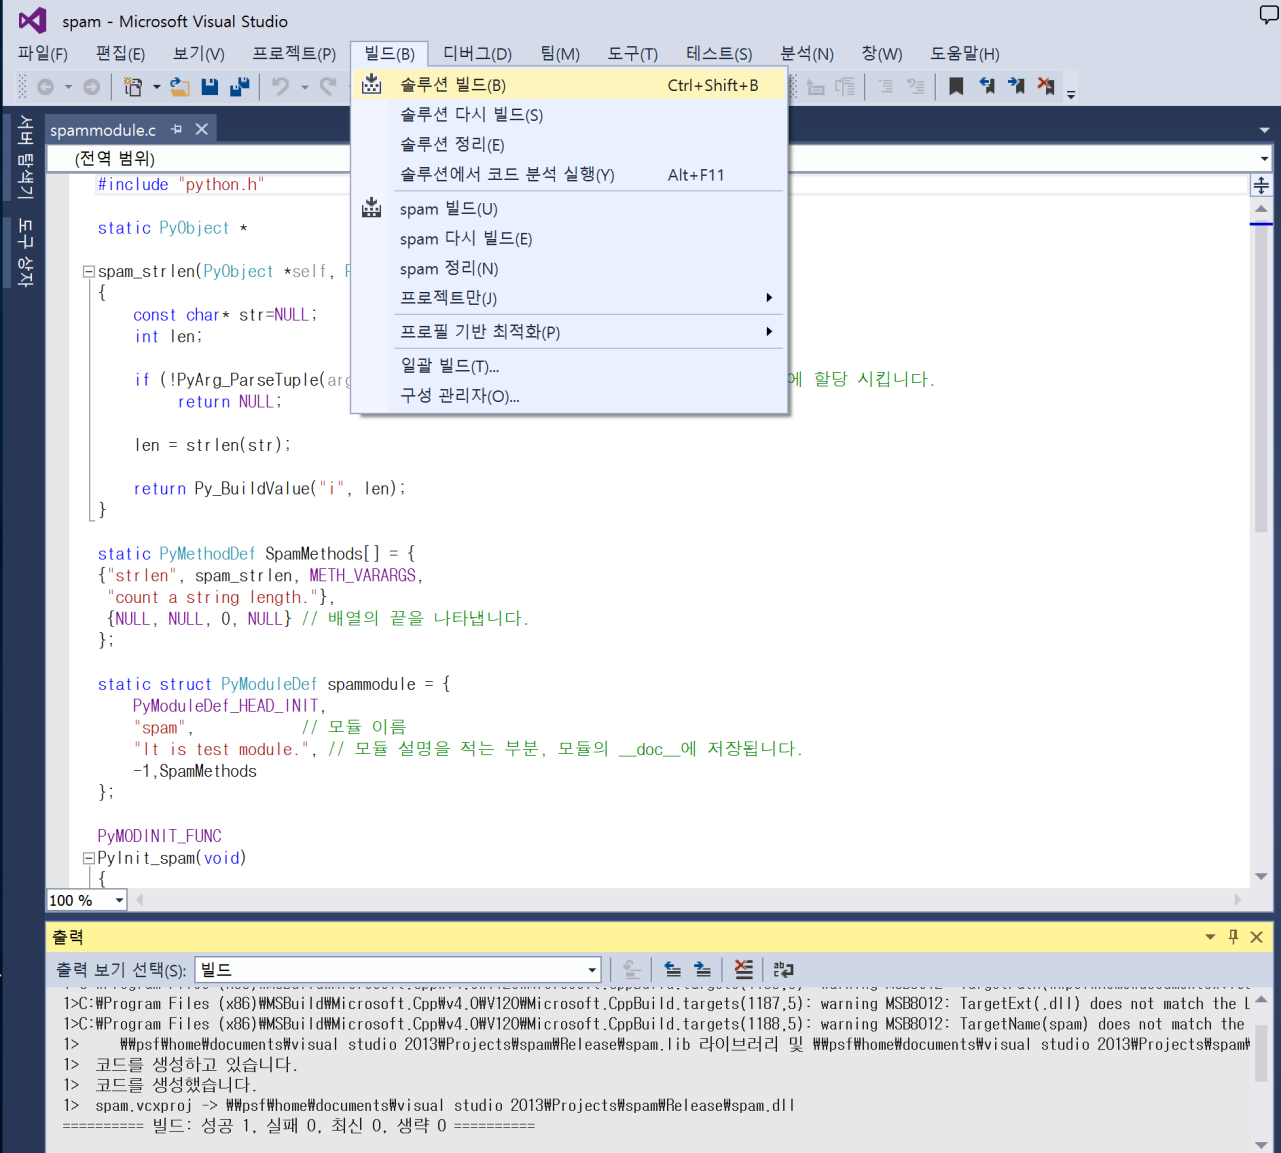 spam - Microsoft Visual Studio
파일(F) 편집(E) 보기(V) 프로젝트(P) 빌드(B) 디버그(D) 팀(M) 도구(T) 테스트(S) 분석(N) 창(W) 도움말(H)
솔루션 빌드(B) Ctrl+Shift+B
솔루션 다시 빌드(S)
솔루션 정리(E)
솔루션에서 코드 분석 실행(Y) Alt+F11
spam 빌드(U)
spam 다시 빌드(E)
spam 정리(N)
프로젝트만(J)
프로필 기반 최적화(P)
일괄 빌드(T)...
구성 관리자(O)...
서버 탐색기
도구 상자
spammodule.c
(전역 범위)
#include "python.h"
static PyObject *
spam_strlen(PyObject *self, P
{
const char* str=NULL;
int len;
if (!PyArg_ParseTuple(arg 에 할당 시킵니다.
return NULL;
len = strlen(str);
return Py_BuildValue("i", len);
}
static PyMethodDef SpamMethods[] = {
{"strlen", spam_strlen, METH_VARARGS,
"count a string length."},
{NULL, NULL, 0, NULL} // 배열의 끝을 나타냅니다.
};
static struct PyModuleDef spammodule = {
PyModuleDef_HEAD_INIT,
"spam", // 모듈 이름
"It is test module.", // 모듈 설명을 적는 부분, 모듈의 __doc__에 저장됩니다.
-1,SpamMethods
};
PyMODINIT_FUNC
PyInit_spam(void)
{
100 %
출력
출력 보기 선택(S): 빌드
1>C:₩Program Files (x86)₩MSBuild₩Microsoft.Cpp₩v4.0₩V120₩Microsoft.CppBuild.targets(1187,5): warning MSB8012: TargetExt(.dll) does not match the L
1>C:₩Program Files (x86)₩MSBuild₩Microsoft.Cpp₩v4.0₩V120₩Microsoft.CppBuild.targets(1188,5): warning MSB8012: TargetName(spam) does not match the
1> ₩₩psf₩home₩documents₩visual studio 2013₩Projects₩spam₩Release₩spam.lib 라이브러리 및 ₩₩psf₩home₩documents₩visual studio 2013₩Projects₩spam₩
1> 코드를 생성하고 있습니다.
1> 코드를 생성했습니다.
1> spam.vcxproj -> ₩₩psf₩home₩documents₩visual studio 2013₩Projects₩spam₩Release₩spam.dll
========== 빌드: 성공 1, 실패 0, 최신 0, 생략 0 ==========